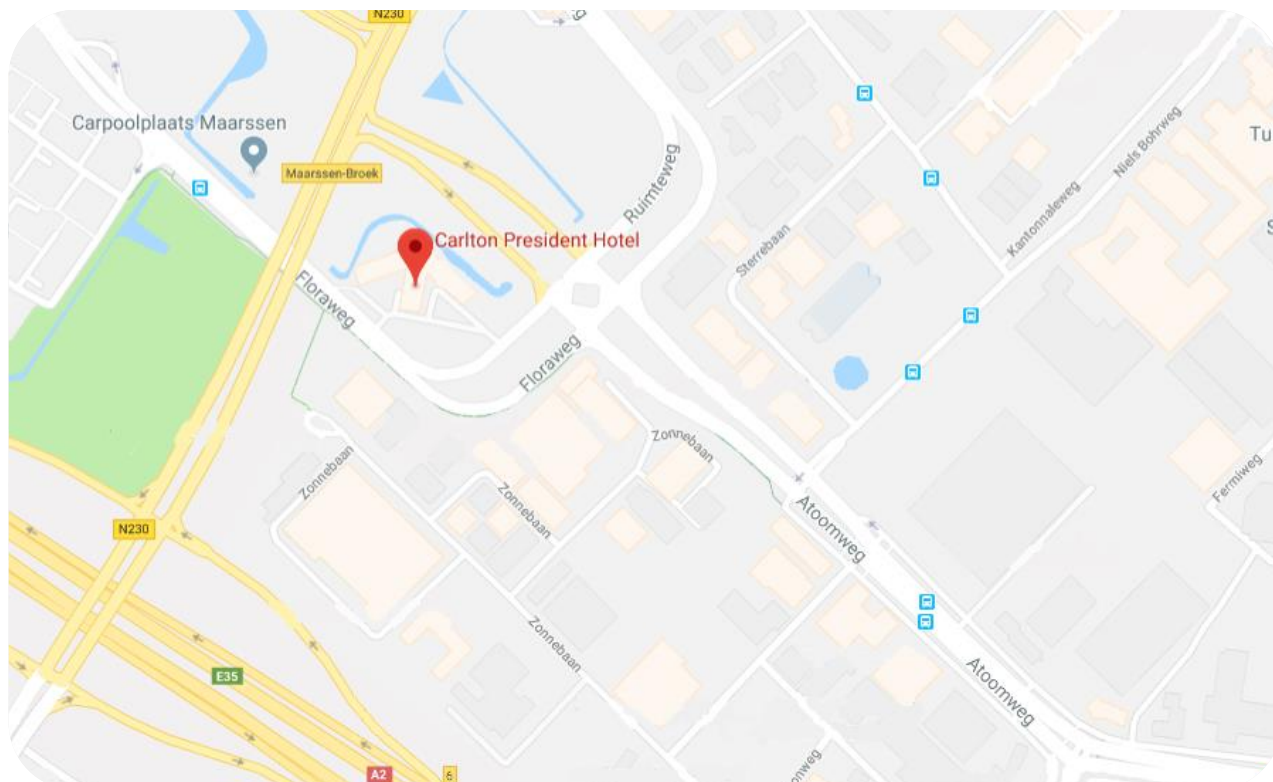 N230
Carpoolplaats Maarssen
Maarssen-Broek
Ruimteweg
Niels Bohrweg
Tu
Kantonnaleweg
Carlton President Hotel
Sterrebaan
S
Floraweg
Floraweg
Zonnebaan
Zonnebaan
Zonnebaan
Fermiweg
N230
Atoomweg
Zonnebaan
E35
Atoomweg
A2
6